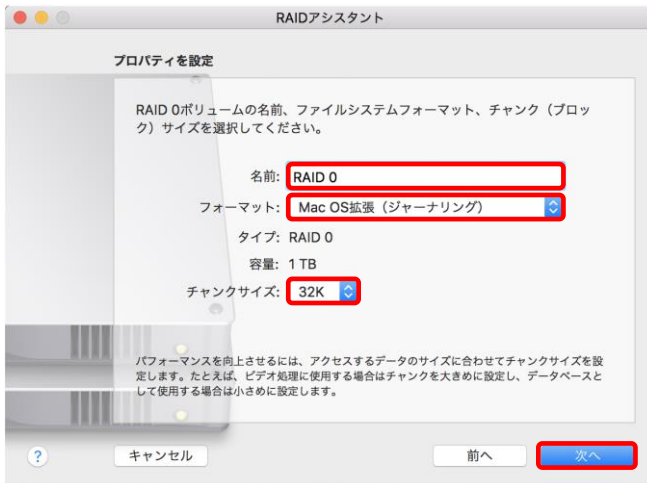 RAIDアシスタント
プロパティを設定
RAID 0ボリュームの名前、ファイルシステムフォーマット、チャンク（ブロッ
ク）サイズを選択してください。
名前: RAID 0
フォーマット: Mac OS拡張（ジャーナリング）
タイプ: RAID 0
容量: 1 TB
チャンクサイズ: 32K
パフォーマンスを向上させるには、アクセスするデータのサイズに合わせてチャンクサイズを設
定します。たとえば、ビデオ処理に使用する場合はチャンクを大きめに設定し、データベースと
して使用する場合は小さめに設定します。
? キャンセル 前へ 次へ